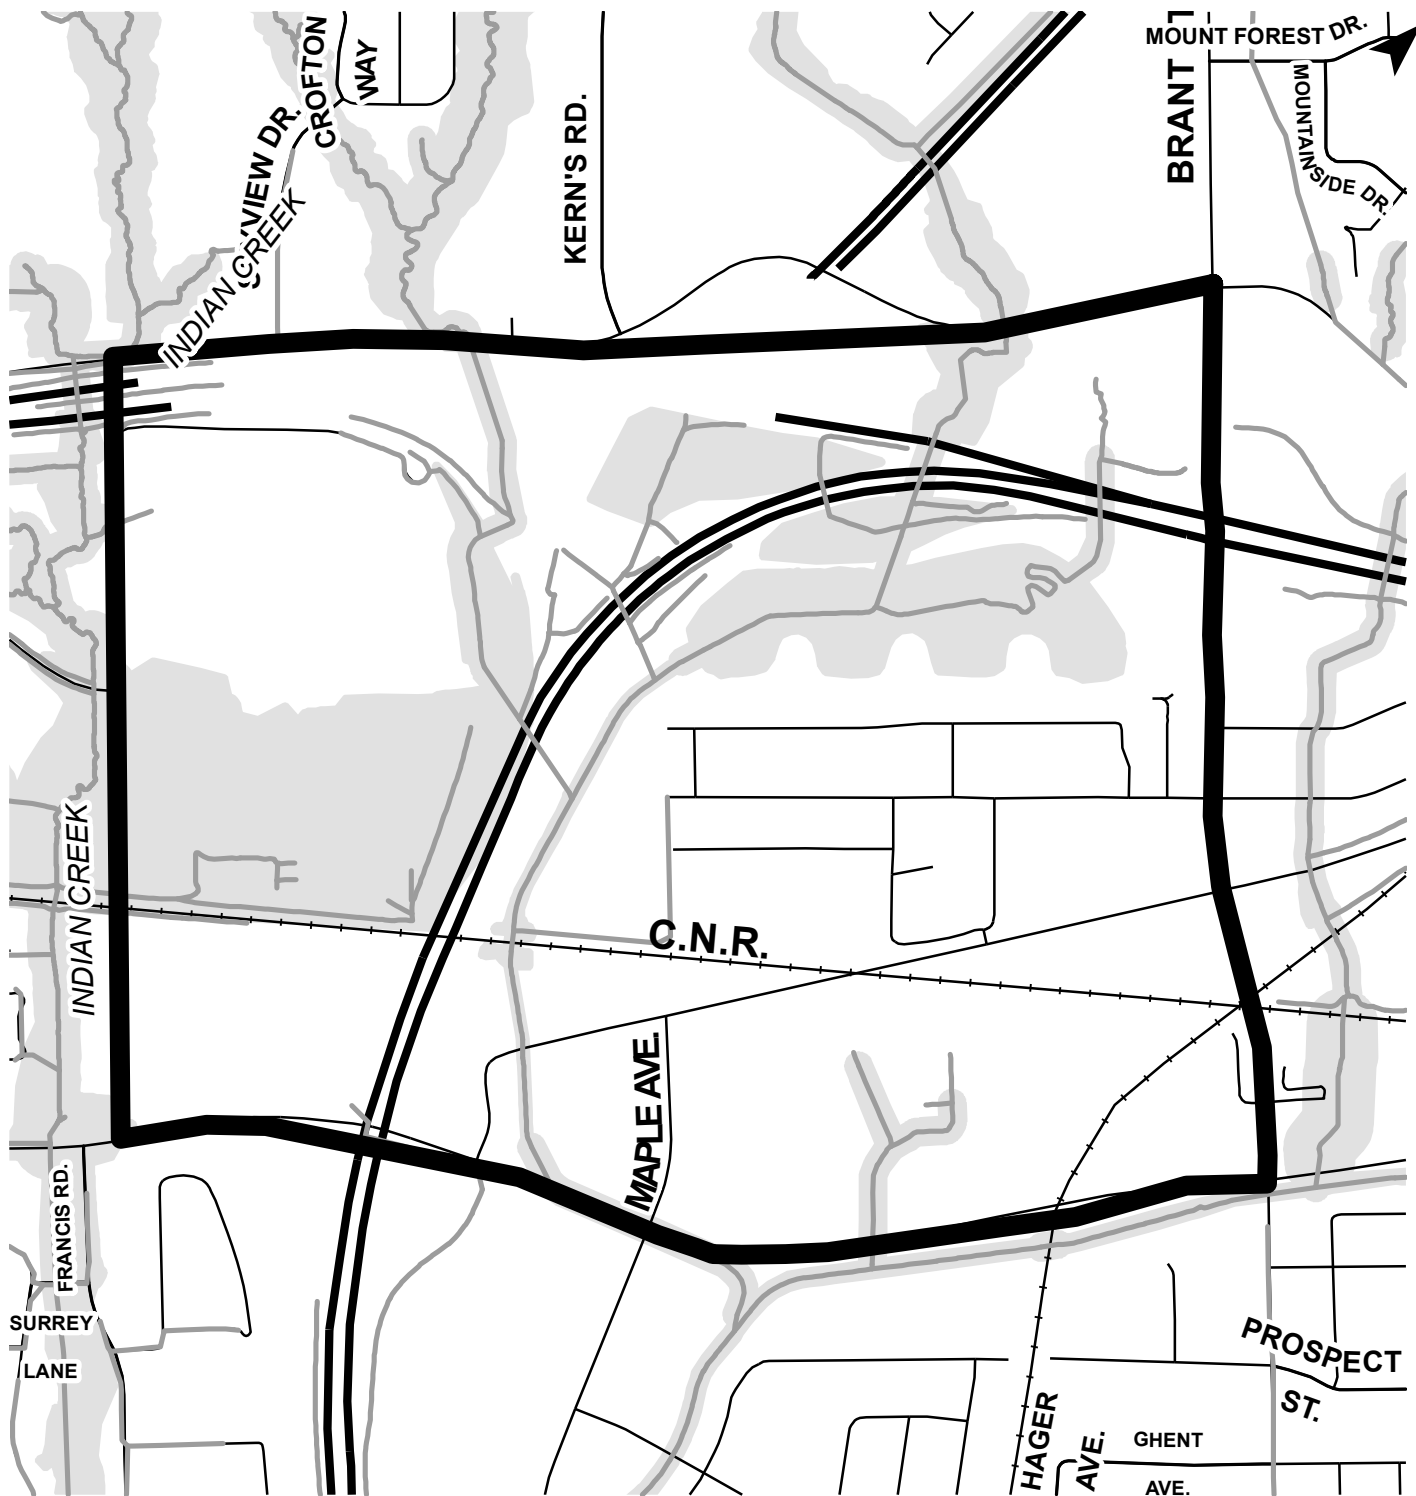 MOUNT FOREST DR.
BRANT
CROFTON
WAY
VIEW DR.
KERN'S RD.
MOUNTAINSIDE DR.
INDIAN CREEK
INDIAN CREEK
C.N.R.
MAPLE AVE.
FRANCIS RD.
SURREY
LANE
PROSPECT
ST.
HAGER
AVE.
GHENT
AVE.